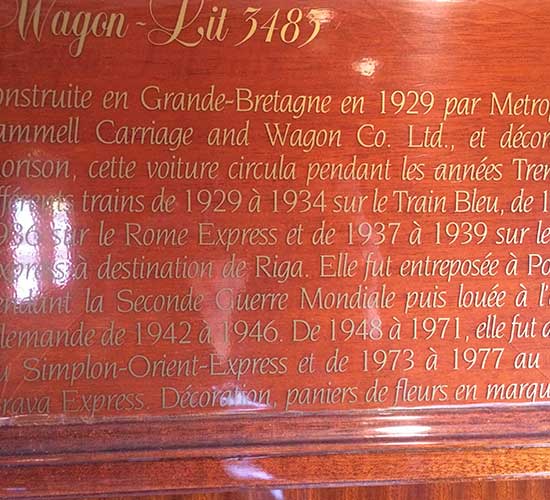 Wagon-Lit 3483
onstruite en Grande-Bretagne en 1929 par Metro
ammell Carriage and Wagon Co. Ltd., et décor
orison, cette voiture circula pendant les années Tren
fférents trains de 1929 à 1934 sur le Train Bleu, de 1
936 sur le Rome Express et de 1937 à 1939 sur le
xpress à destination de Riga. Elle fut entreposée à Po
endant la Seconde Guerre Mondiale puis louée à l'
llemande de 1942 à 1946. De 1948 à 1971, elle fut a
u Simplon-Orient-Express et de 1973 à 1977 au
grava Express. Décoration, paniers de fleurs en marqu